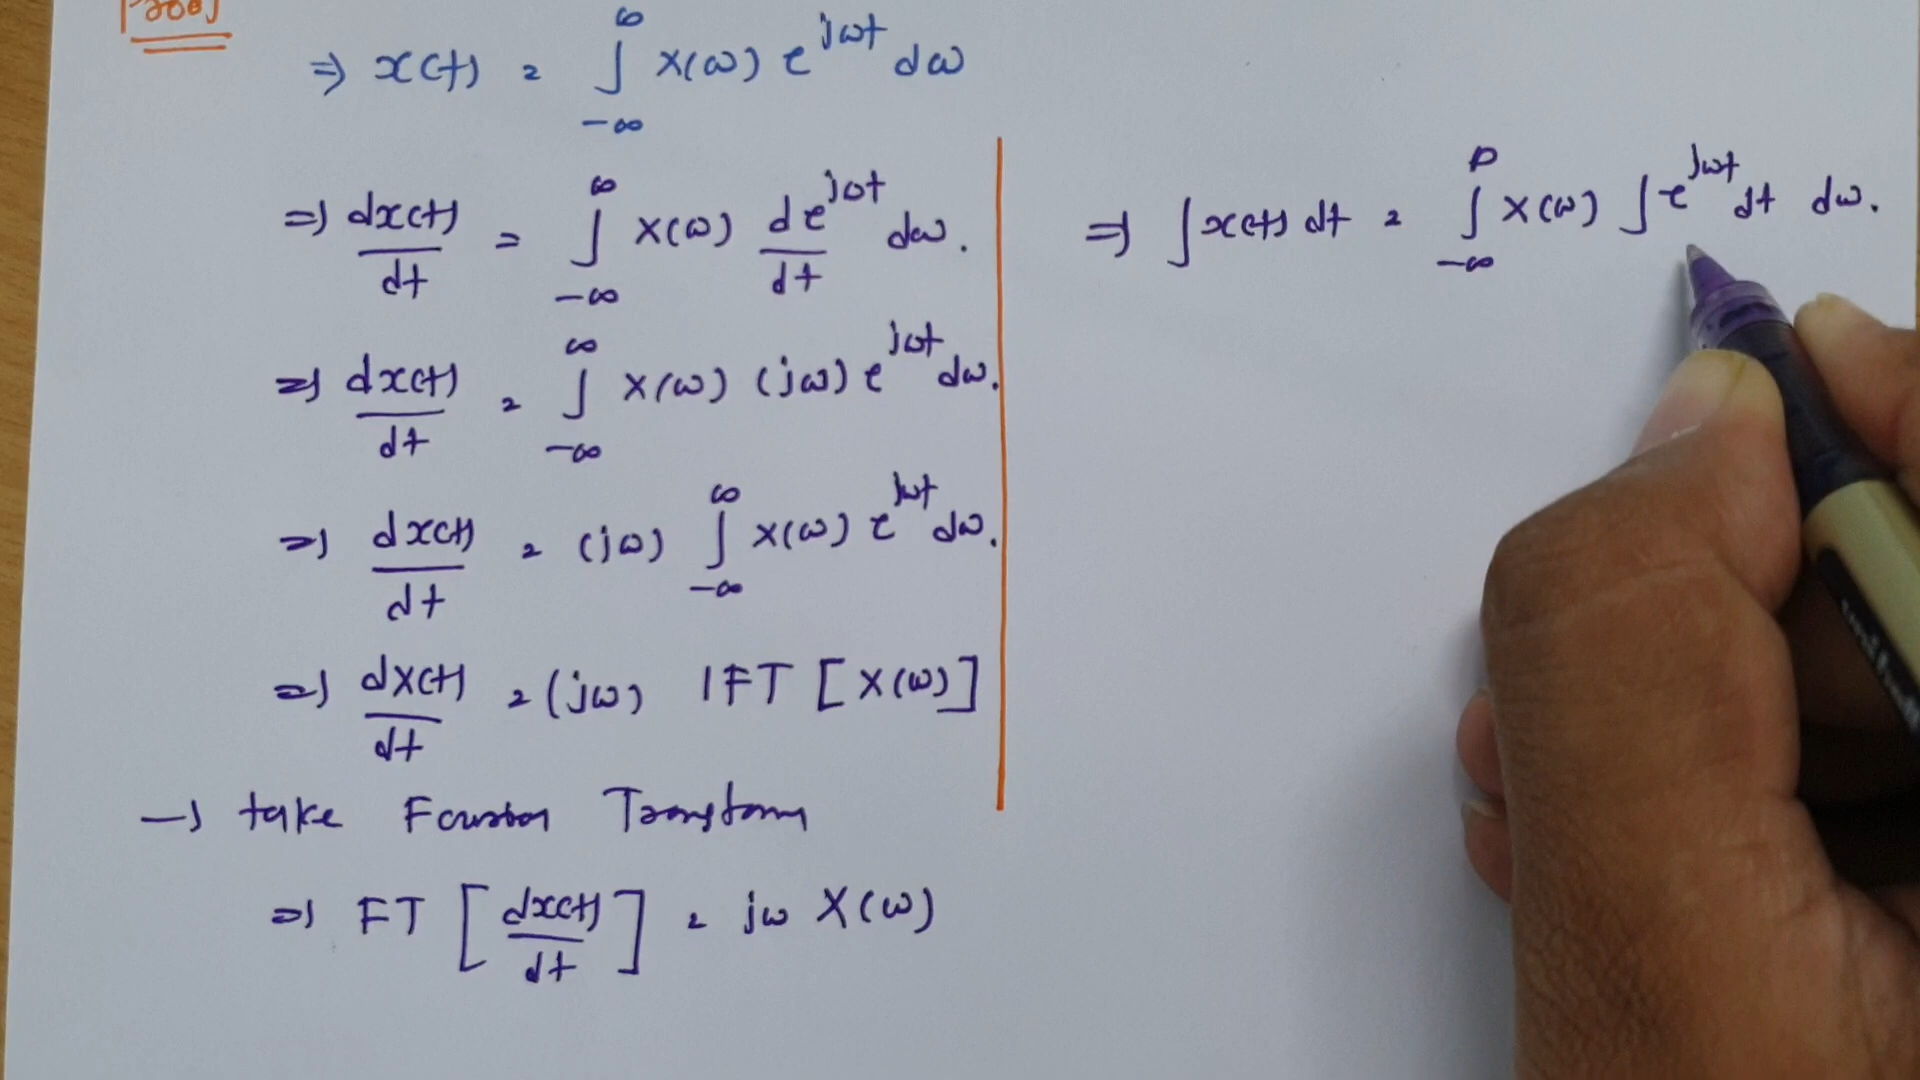 Proof
⇒ x(t) = ∫_{-∞}^{∞} X(ω) e^{jωt} dω
⇒ dx(t)/dt = ∫_{-∞}^{∞} X(ω) de^{jωt}/dt dω.
⇒ dx(t)/dt = ∫_{-∞}^{∞} X(ω) (jω) e^{jωt} dω.
⇒ dx(t)/dt = (jω) ∫_{-∞}^{∞} X(ω) e^{jωt} dω.
⇒ dx(t)/dt = (jω) IFT [X(ω)]
→ take Fourier Transform
⇒ FT [dx(t)/dt] = jω X(ω)
⇒ ∫x(t) dt = ∫_{-∞}^{∞} X(ω) ∫e^{jωt} dt dω.